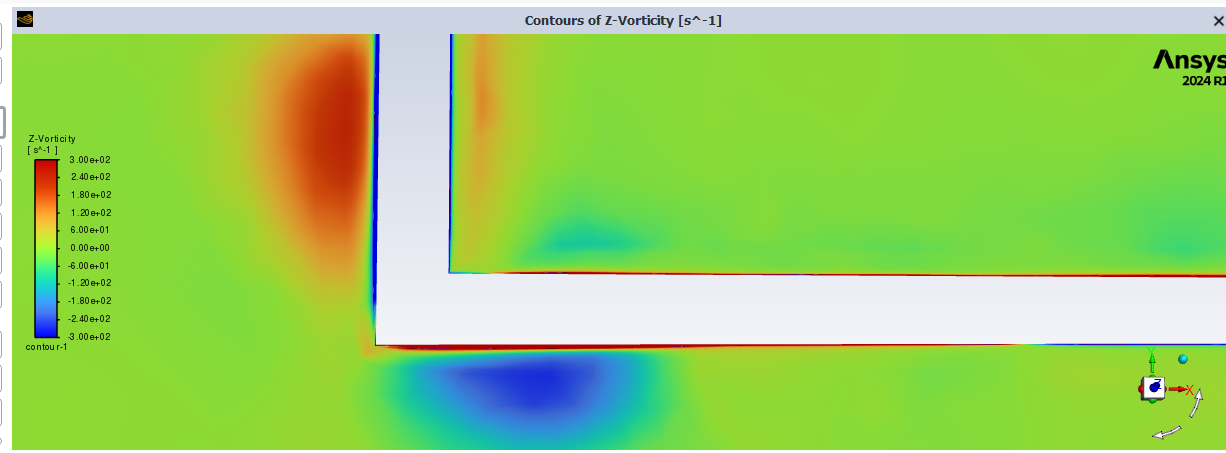 Contours of Z-Vorticity [s^-1]
Ansys
2024 R1
Z-Vorticity
[ s^-1 ]
3.00e+02
2.40e+02
1.80e+02
1.20e+02
6.00e+01
0.00e+00
-6.00e+01
-1.20e+02
-1.80e+02
-2.40e+02
-3.00e+02
contour-1
Y
Z
X